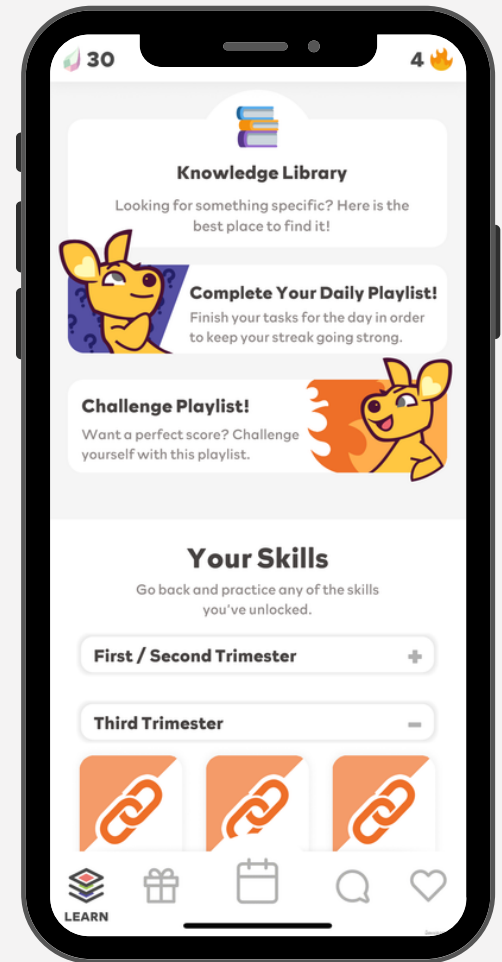 30
4
Knowledge Library
Looking for something specific? Here is the
best place to find it!
Complete Your Daily Playlist!
Finish your tasks for the day in order
to keep your streak going strong.
Challenge Playlist!
Want a perfect score? Challenge
yourself with this playlist.
Your Skills
Go back and practice any of the skills
you've unlocked.
First / Second Trimester
Third Trimester
LEARN